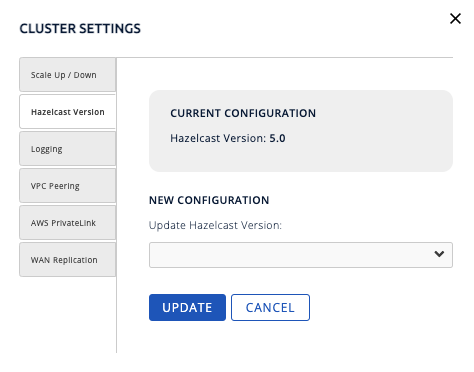 CLUSTER SETTINGS
Scale Up / Down
Hazelcast Version
Logging
VPC Peering
AWS PrivateLink
WAN Replication
CURRENT CONFIGURATION
Hazelcast Version: 5.0
NEW CONFIGURATION
Update Hazelcast Version:
UPDATE
CANCEL